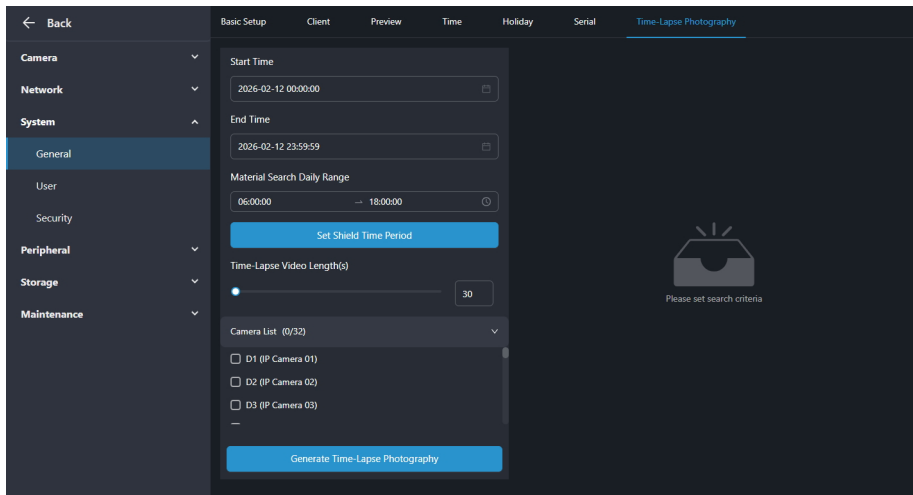 Back
Basic Setup Client Preview Time Holiday Serial Time-Lapse Photography
Camera
Network
System
General
User
Security
Peripheral
Storage
Maintenance
Start Time
2026-02-12 00:00:00
End Time
2026-02-12 23:59:59
Material Search Daily Range
06:00:00 → 18:00:00
Set Shield Time Period
Time-Lapse Video Length(s)
30
Camera List (0/32)
D1 (IP Camera 01)
D2 (IP Camera 02)
D3 (IP Camera 03)
Generate Time-Lapse Photography
Please set search criteria